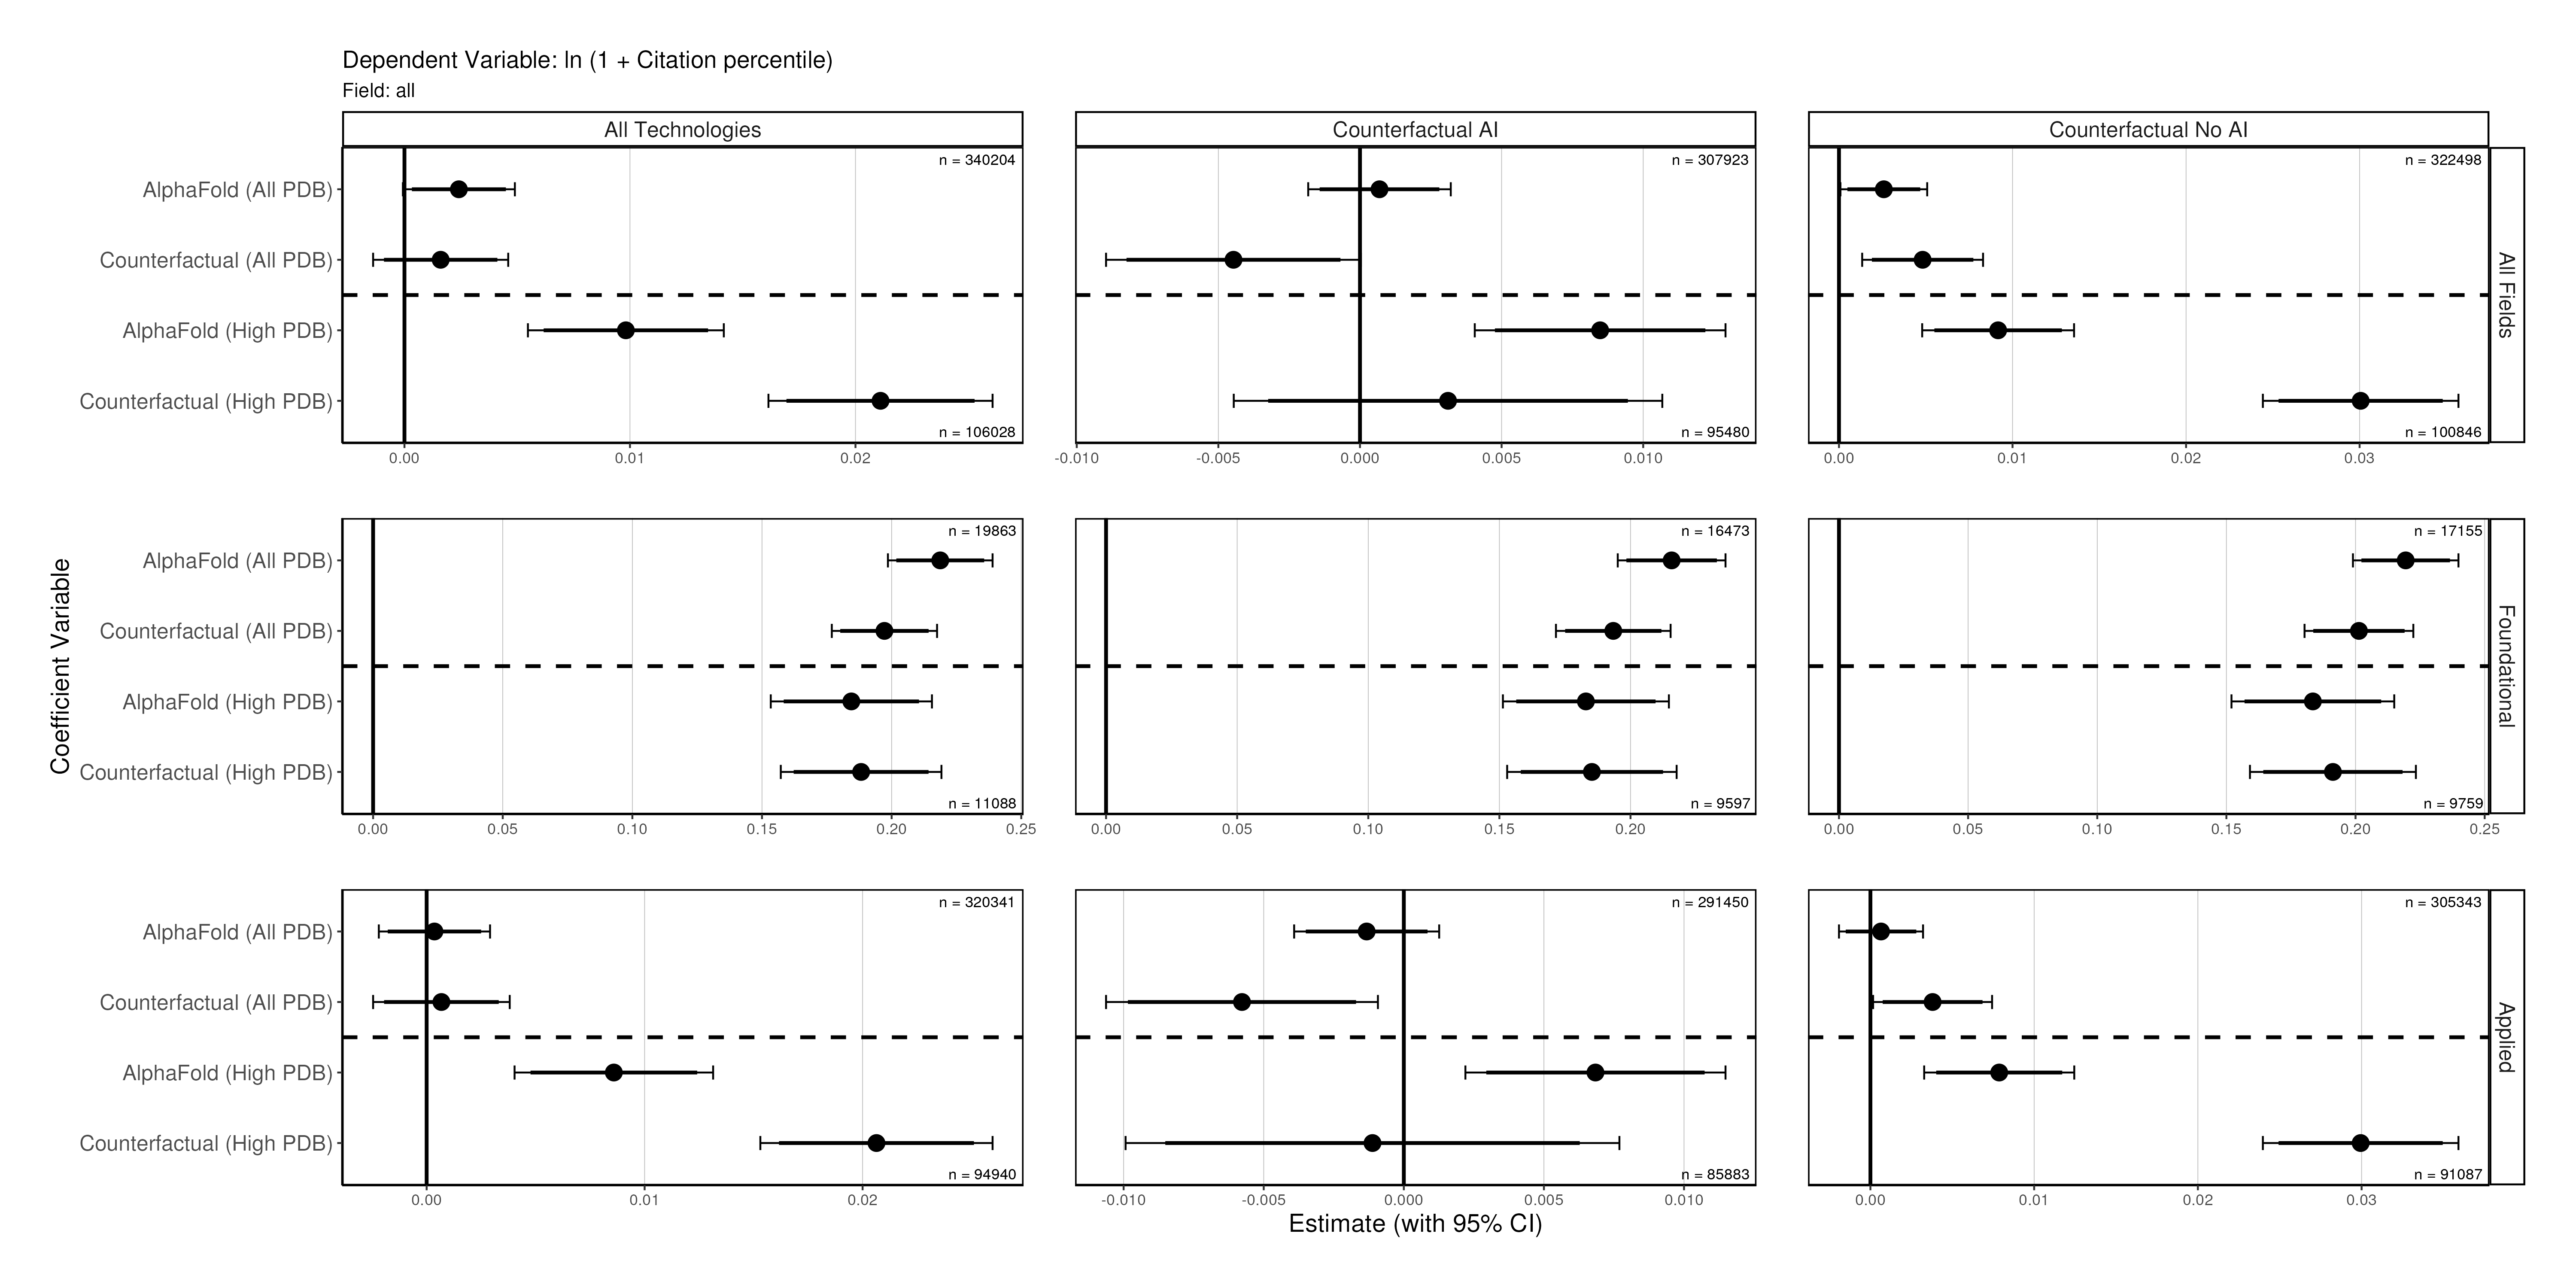 Dependent Variable: ln (1 + Citation percentile)
Field: all
All Technologies
Counterfactual AI
Counterfactual No AI
AlphaFold (All PDB)
Counterfactual (All PDB)
AlphaFold (High PDB)
Counterfactual (High PDB)
n = 340204
n = 106028
0.00 0.01 0.02
n = 307923
n = 95480
-0.010 -0.005 0.000 0.005 0.010
n = 322498
n = 100846
0.00 0.01 0.02 0.03
All Fields
Coefficient Variable
AlphaFold (All PDB)
Counterfactual (All PDB)
AlphaFold (High PDB)
Counterfactual (High PDB)
n = 19863
n = 11088
0.00 0.05 0.10 0.15 0.20 0.25
n = 16473
n = 9597
0.00 0.05 0.10 0.15 0.20
n = 17155
n = 9759
0.00 0.05 0.10 0.15 0.20 0.25
Foundational
AlphaFold (All PDB)
Counterfactual (All PDB)
AlphaFold (High PDB)
Counterfactual (High PDB)
n = 320341
n = 94940
0.00 0.01 0.02
n = 291450
n = 85883
-0.010 -0.005 0.000 0.005 0.010
n = 305343
n = 91087
0.00 0.01 0.02 0.03
Applied
Estimate (with 95% CI)